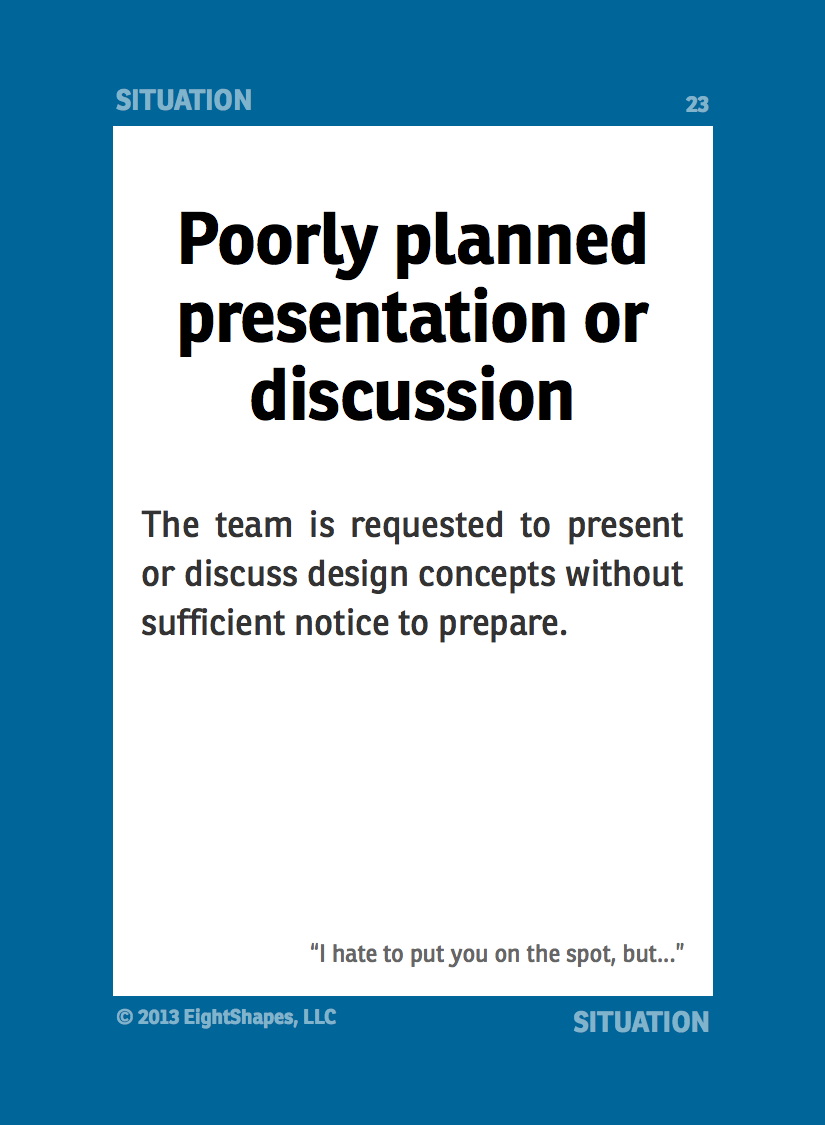 SITUATION
23
Poorly planned
presentation or
discussion
The team is requested to present
or discuss design concepts without
sufficient notice to prepare.
“I hate to put you on the spot, but...”
© 2013 EightShapes, LLC
SITUATION